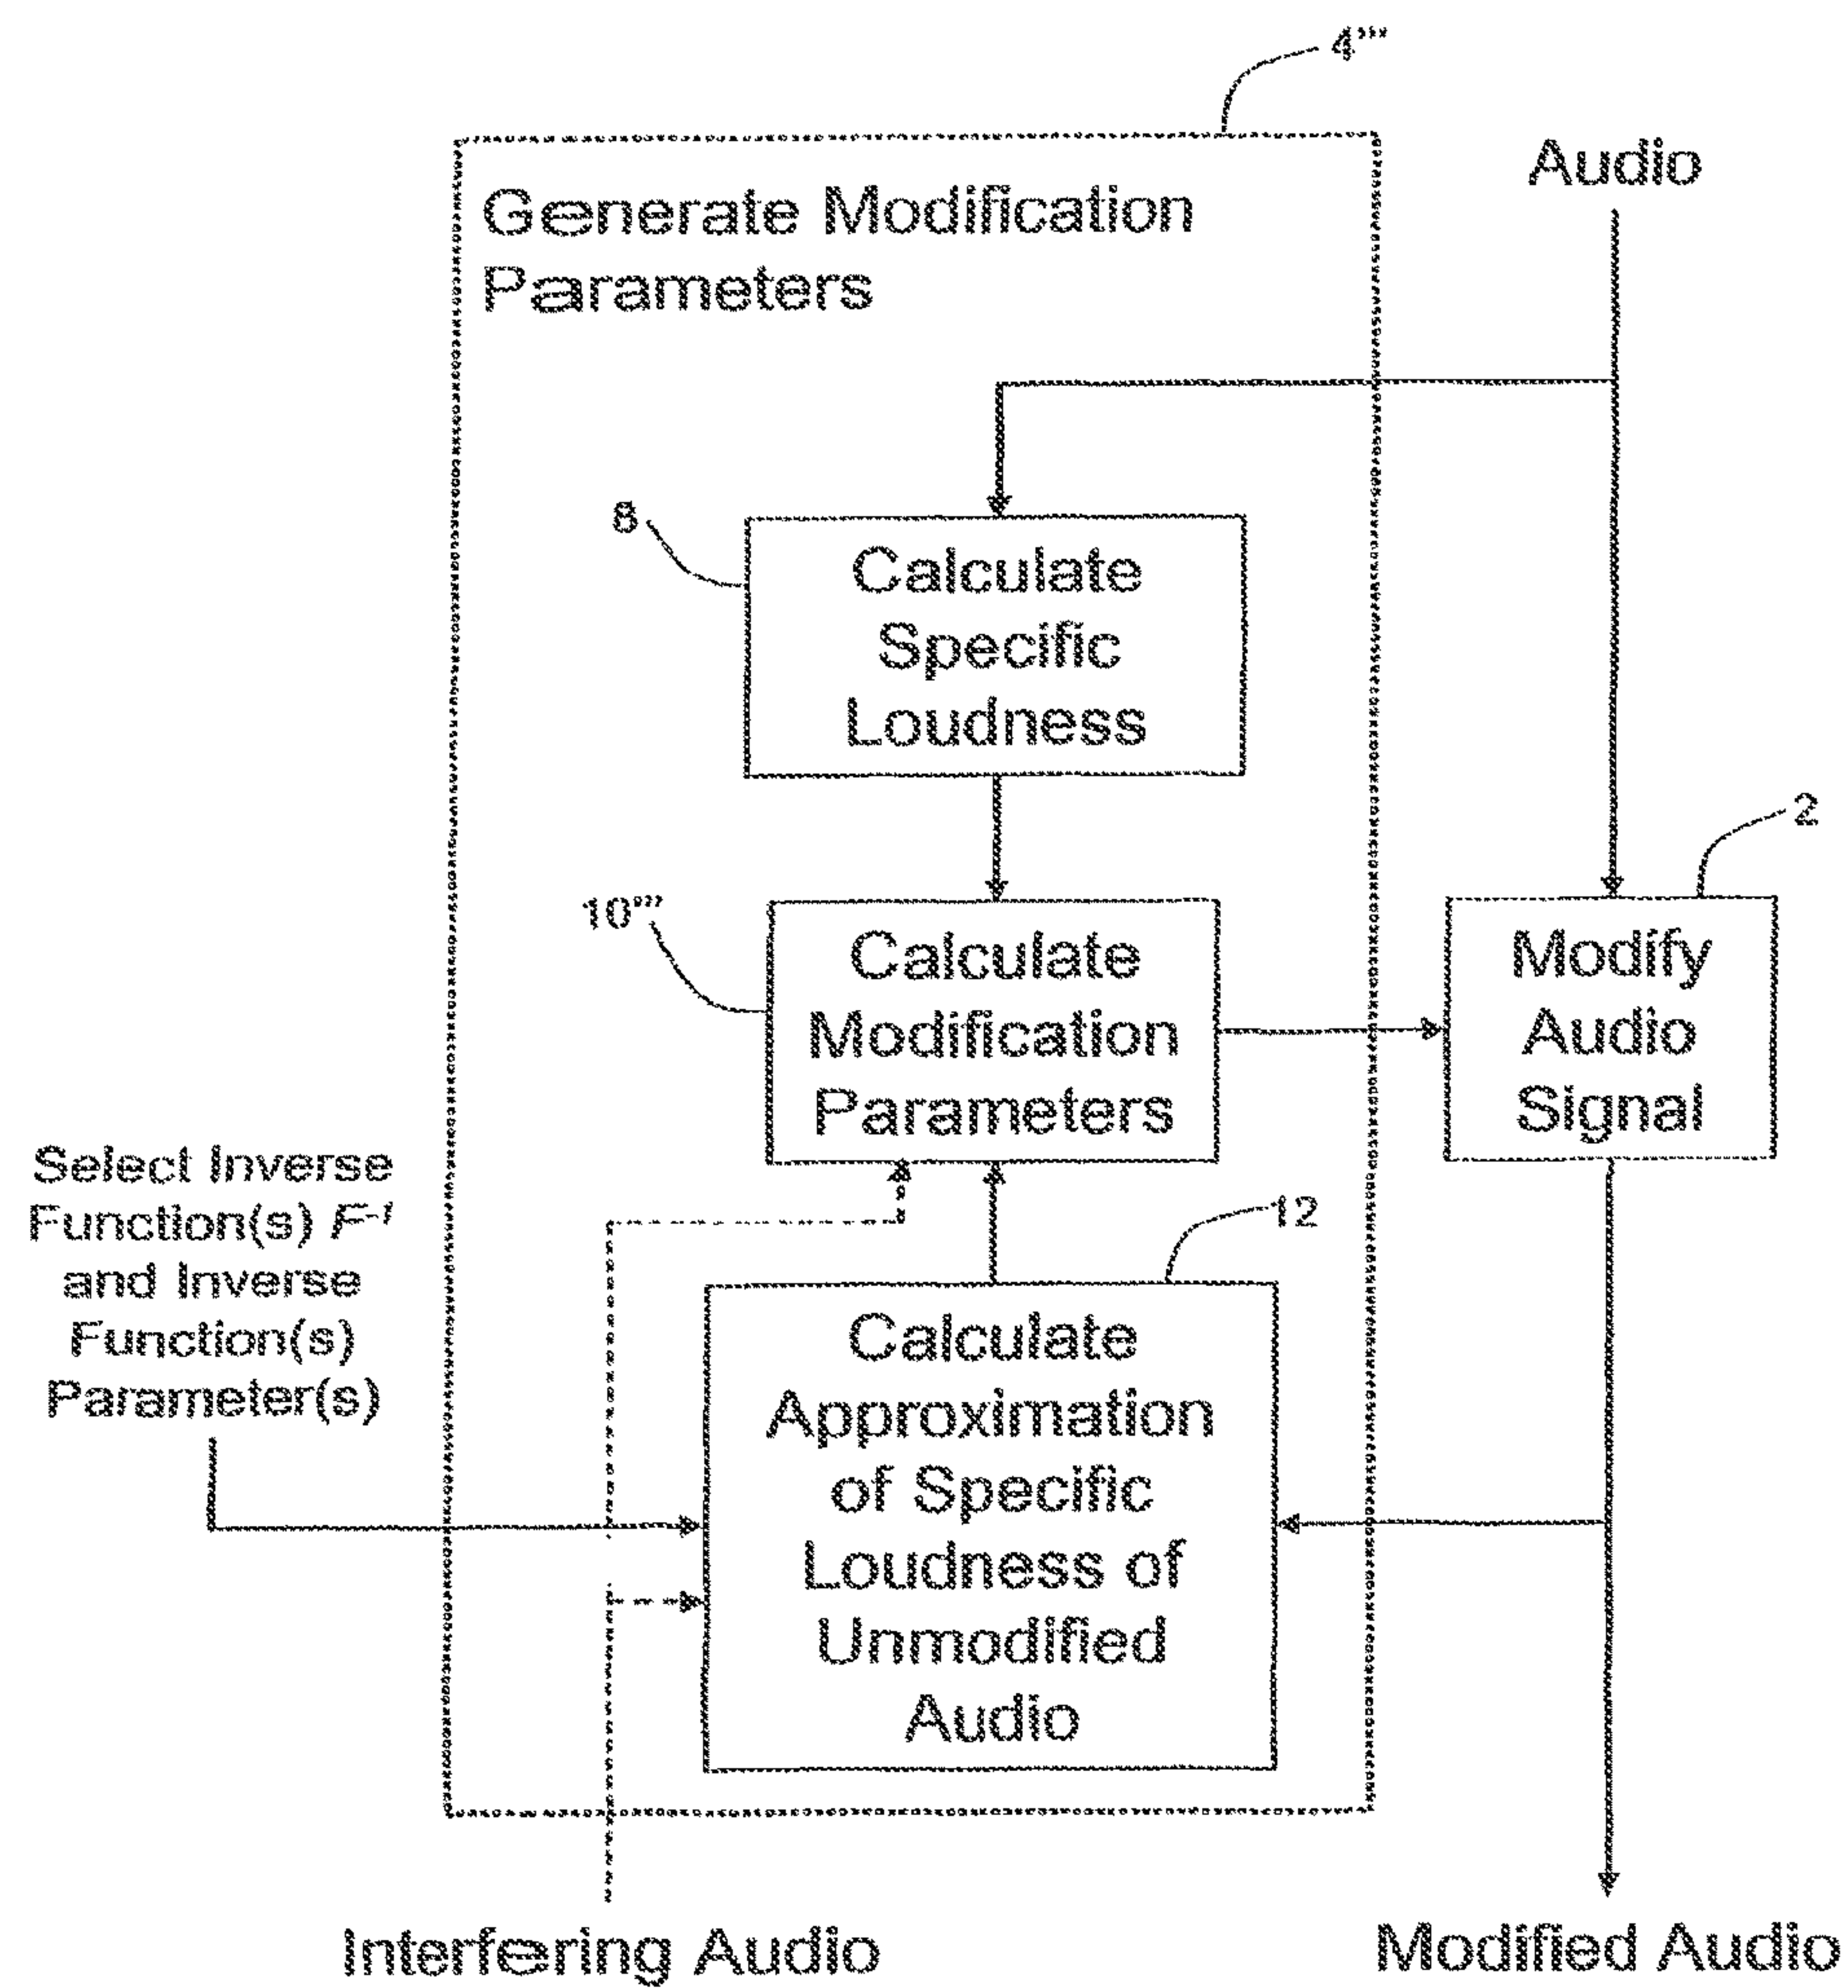 4''''
Audio
Generate Modification
Parameters
8
Calculate
Specific
Loudness
2
10''''
Calculate
Modification
Parameters
Modify
Audio
Signal
Select Inverse
Function(s) F-1
and Inverse
Function(s)
Parameter(s)
12
Calculate
Approximation
of Specific
Loudness of
Unmodified
Audio
Interfering Audio
Modified Audio